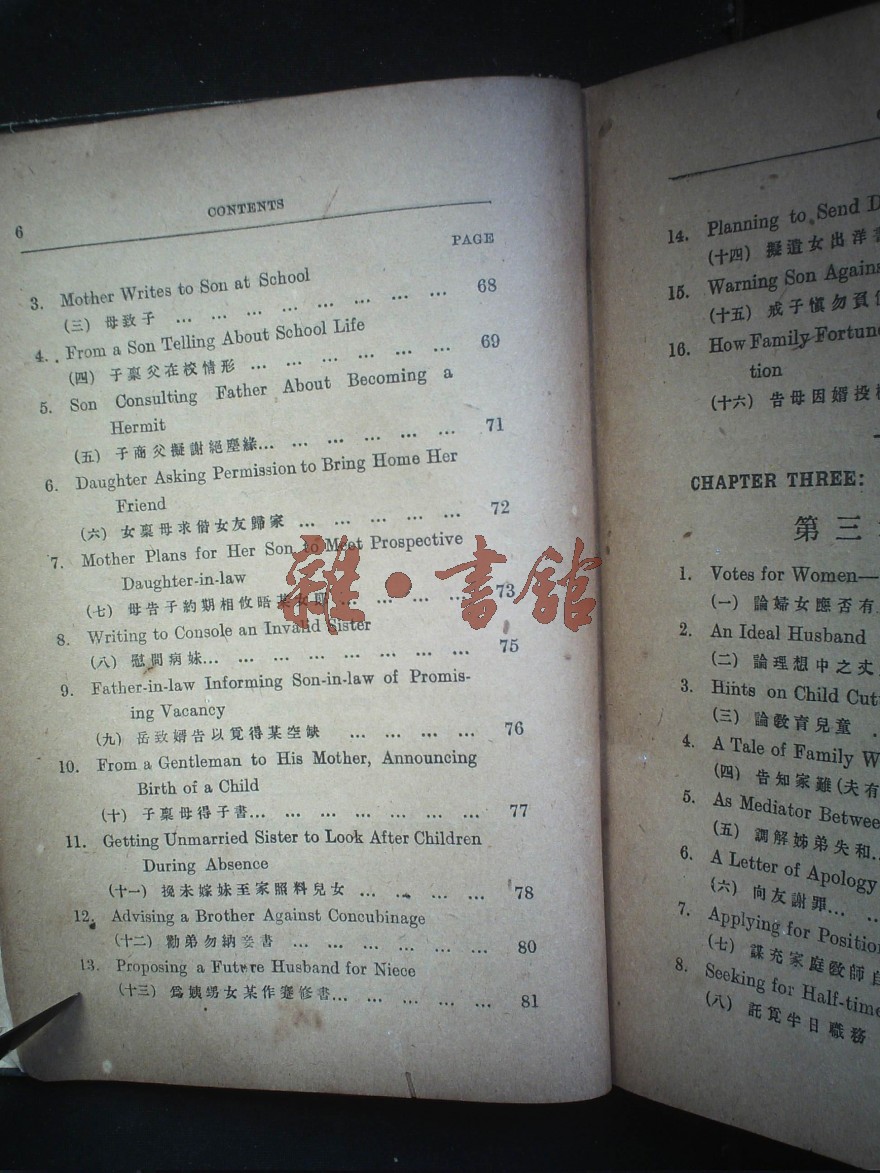 6
CONTENTS
PAGE
3. Mother Writes to Son at School
(三) 母致子 ... ... ... ... ... ... ... ... 68
4. From a Son Telling About School Life
(四) 子稟父在校情形 ... ... ... ... ... ... 69
5. Son Consulting Father About Becoming a
Hermit
(五) 子商父擬謝絕塵緣... ... ... ... ... ... 71
6. Daughter Asking Permission to Bring Home Her
Friend
(六) 女稟母求偕女友歸家 ... ... ... ... ... 72
7. Mother Plans for Her Son to Meet Prospective
Daughter-in-law
(七) 母告子約期相攸晤某女郎... ... ... ... 73
8. Writing to Console an Invalid Sister
(八) 慰問病妹... ... ... ... ... ... ... ... 75
9. Father-in-law Informing Son-in-law of Promis-
ing Vacancy
(九) 岳致婿告以覓得某空缺 ... ... ... ... 76
10. From a Gentleman to His Mother, Announcing
Birth of a Child
(十) 子稟母得子書... ... ... ... ... ... ... 77
11. Getting Unmarried Sister to Look After Children
During Absence
(十一) 挽未嫁妹至家照料兒女 ... ... ... ... 78
12. Advising a Brother Against Concubinage
(十二) 勸弟勿納妾書 ... ... ... ... ... ... 80
13. Proposing a Future Husband for Niece
(十三) 爲姨甥女某作蹇修書... ... ... ... ... 81
雜·書館
14. Planning to Send D
(十四) 擬遣女出洋
15. Warning Son Agains
(十五) 戒子愼勿頁
16. How Family Fortune
tion
(十六) 告母因婿投
CHAPTER THREE:
第三
1. Votes for Women—
(一) 論婦女應否有
2. An Ideal Husband
(二) 論理想中之丈
3. Hints on Child Cult
(三) 論敎育兒童 .
4. A Tale of Family W
(四) 告知家難(夫有
5. As Mediator Betwee
(五) 調解姊弟失和...
6. A Letter of Apology
(六) 向友謝罪... ...
7. Applying for Position
(七) 謀充家庭敎師
8. Seeking for Half-time
(八) 託覓半日職務